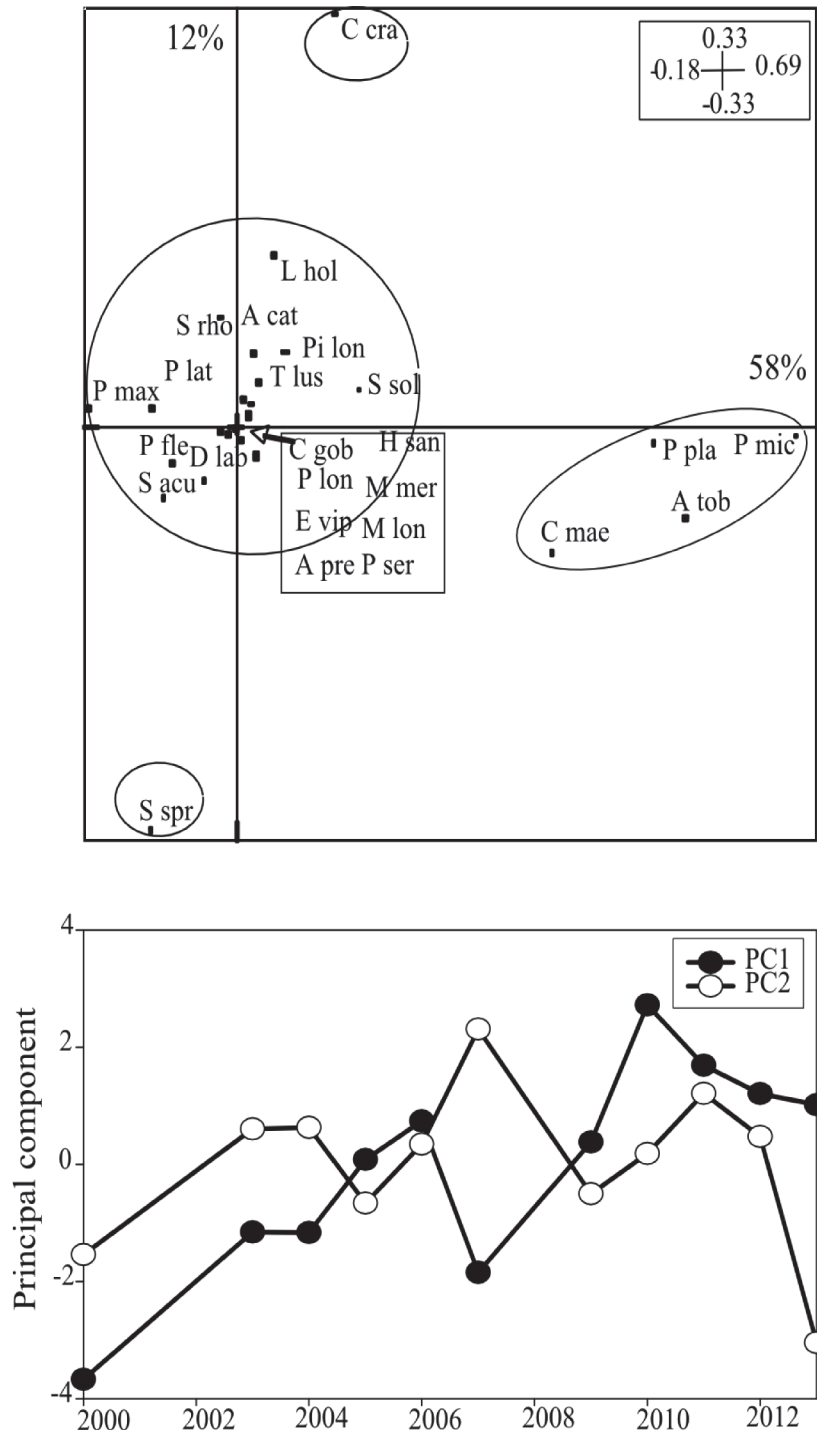 12%
C cra
0.33
-0.18
0.69
-0.33
L hol
S rho
A cat
Pi lon
P lat
T lus
58%
P max
S sol
P fle
D lab
C gob
H san
P pla
P mic
S acu
P lon
M mer
E vip
M lon
A tob
C mae
A pre
P ser
S spr
4
PC1
PC2
2
0
Principal component
-2
-4
2000
2002
2004
2006
2008
2010
2012